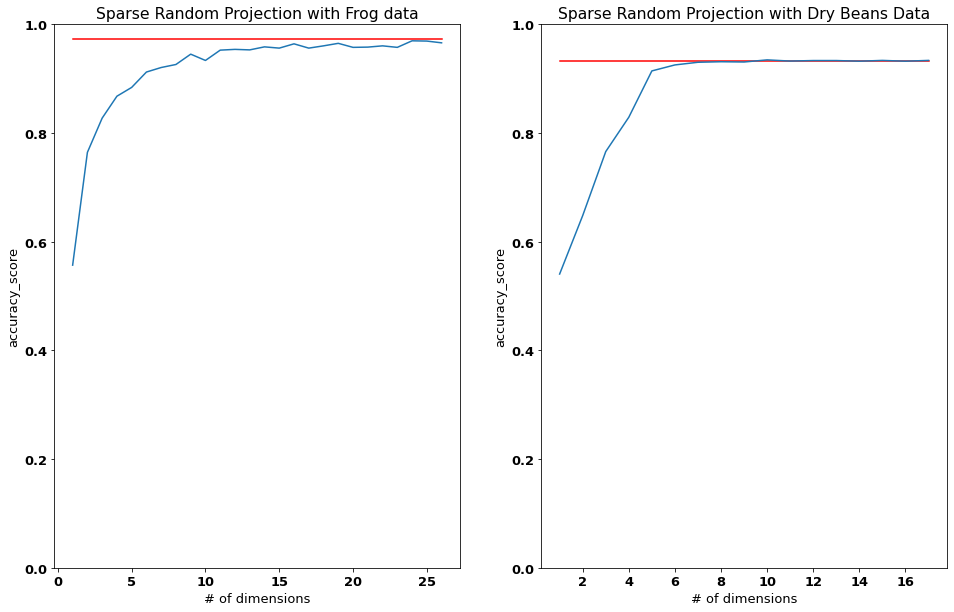 Sparse Random Projection with Frog data
1.0
0.8
0.6
0.4
0.2
0.0
accuracy_score
0 5 10 15 20 25
# of dimensions
Sparse Random Projection with Dry Beans Data
1.0
0.8
0.6
0.4
0.2
0.0
accuracy_score
2 4 6 8 10 12 14 16
# of dimensions